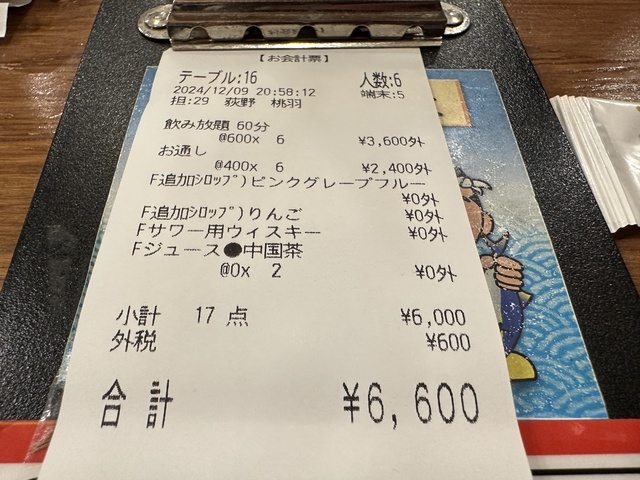 【お会計票】
テーブル:16 人数:6
2024/12/09 20:58:12 端末:5
担:29 荻野 桃羽
飲み放題 60分
@600x 6 ¥3,600外
お通し
@400x 6 ¥2,400外
F追加ｼﾛｯﾌﾟ)ピンクグレープフルー
¥0外
F追加ｼﾛｯﾌﾟ)りんご ¥0外
Fサワー用ウィスキー ¥0外
Fジュース●中国茶
@0x 2 ¥0外
小計 17 点 ¥6,000
外税 ¥600
合計 ¥6,600